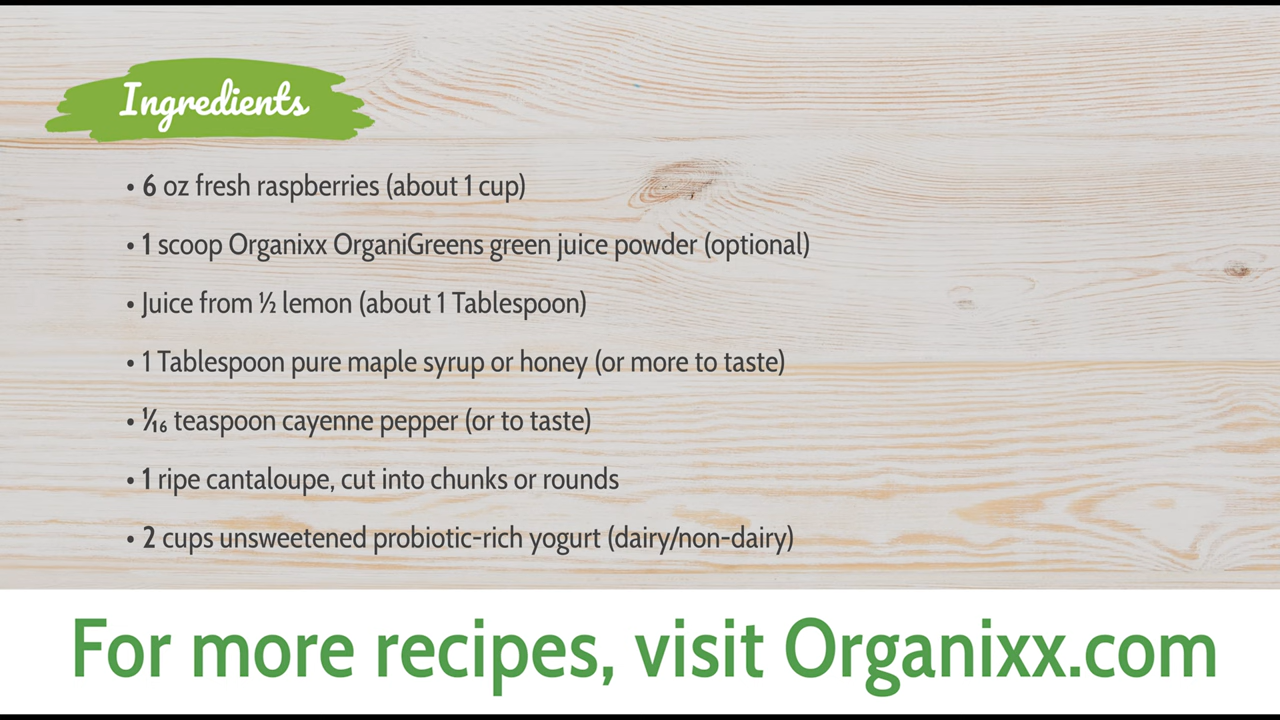 Ingredients
• 6 oz fresh raspberries (about 1 cup)
• 1 scoop Organixx OrganiGreens green juice powder (optional)
• Juice from ½ lemon (about 1 Tablespoon)
• 1 Tablespoon pure maple syrup or honey (or more to taste)
• ⅟₁₆ teaspoon cayenne pepper (or to taste)
• 1 ripe cantaloupe, cut into chunks or rounds
• 2 cups unsweetened probiotic-rich yogurt (dairy/non-dairy)
For more recipes, visit Organixx.com